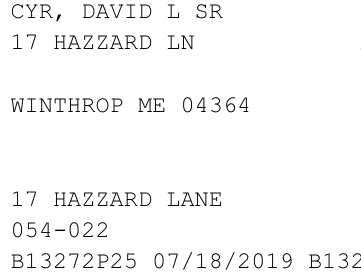 CYR, DAVID L SR
17 HAZZARD LN
WINTHROP ME 04364
17 HAZZARD LANE
054-022
B13272P25 07/18/2019 B132